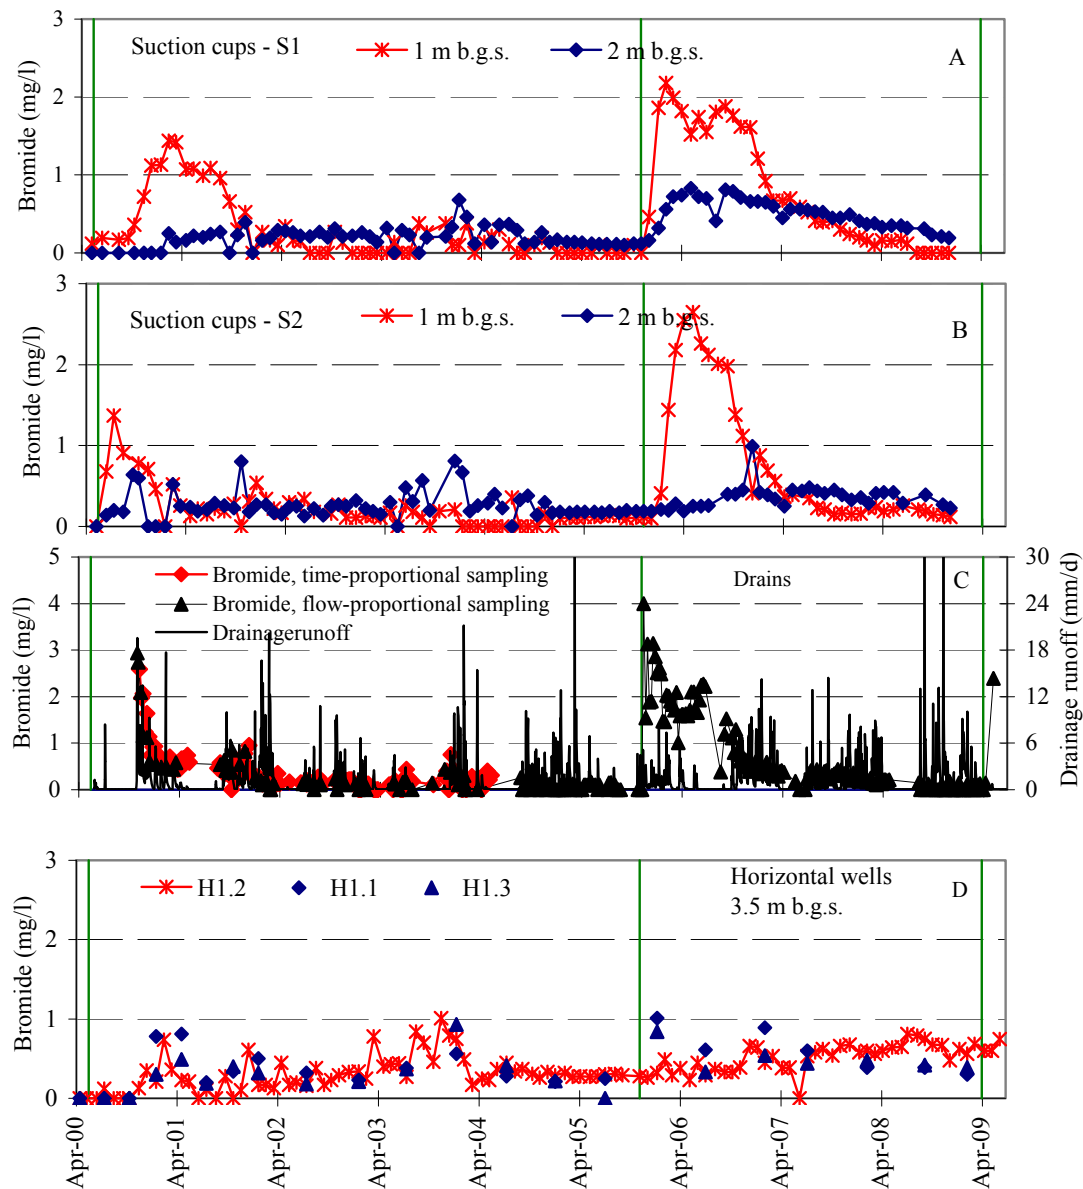 3
Suction cups - S1
1 m b.g.s.
2 m b.g.s.
A
2
1
0
Bromide (mg/l)
3
Suction cups - S2
1 m b.g.s.
2 m b.g.s.
B
2
1
0
Bromide (mg/l)
5
Bromide, time-proportional sampling
Drains
C
30
4
Bromide, flow-proportional sampling
24
Drainagerunoff
3
18
2
12
1
6
0
0
Bromide (mg/l)
Drainage runoff (mm/d)
3
H1.2
H1.1
H1.3
Horizontal wells
3.5 m b.g.s.
D
2
1
0
Bromide (mg/l)
Apr-00
Apr-01
Apr-02
Apr-03
Apr-04
Apr-05
Apr-06
Apr-07
Apr-08
Apr-09